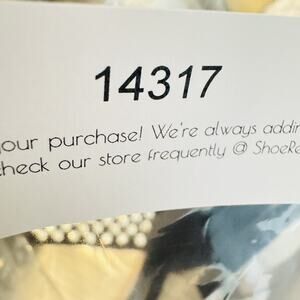 14317
our purchase! We're always addin
check our store frequently @ ShoeRe